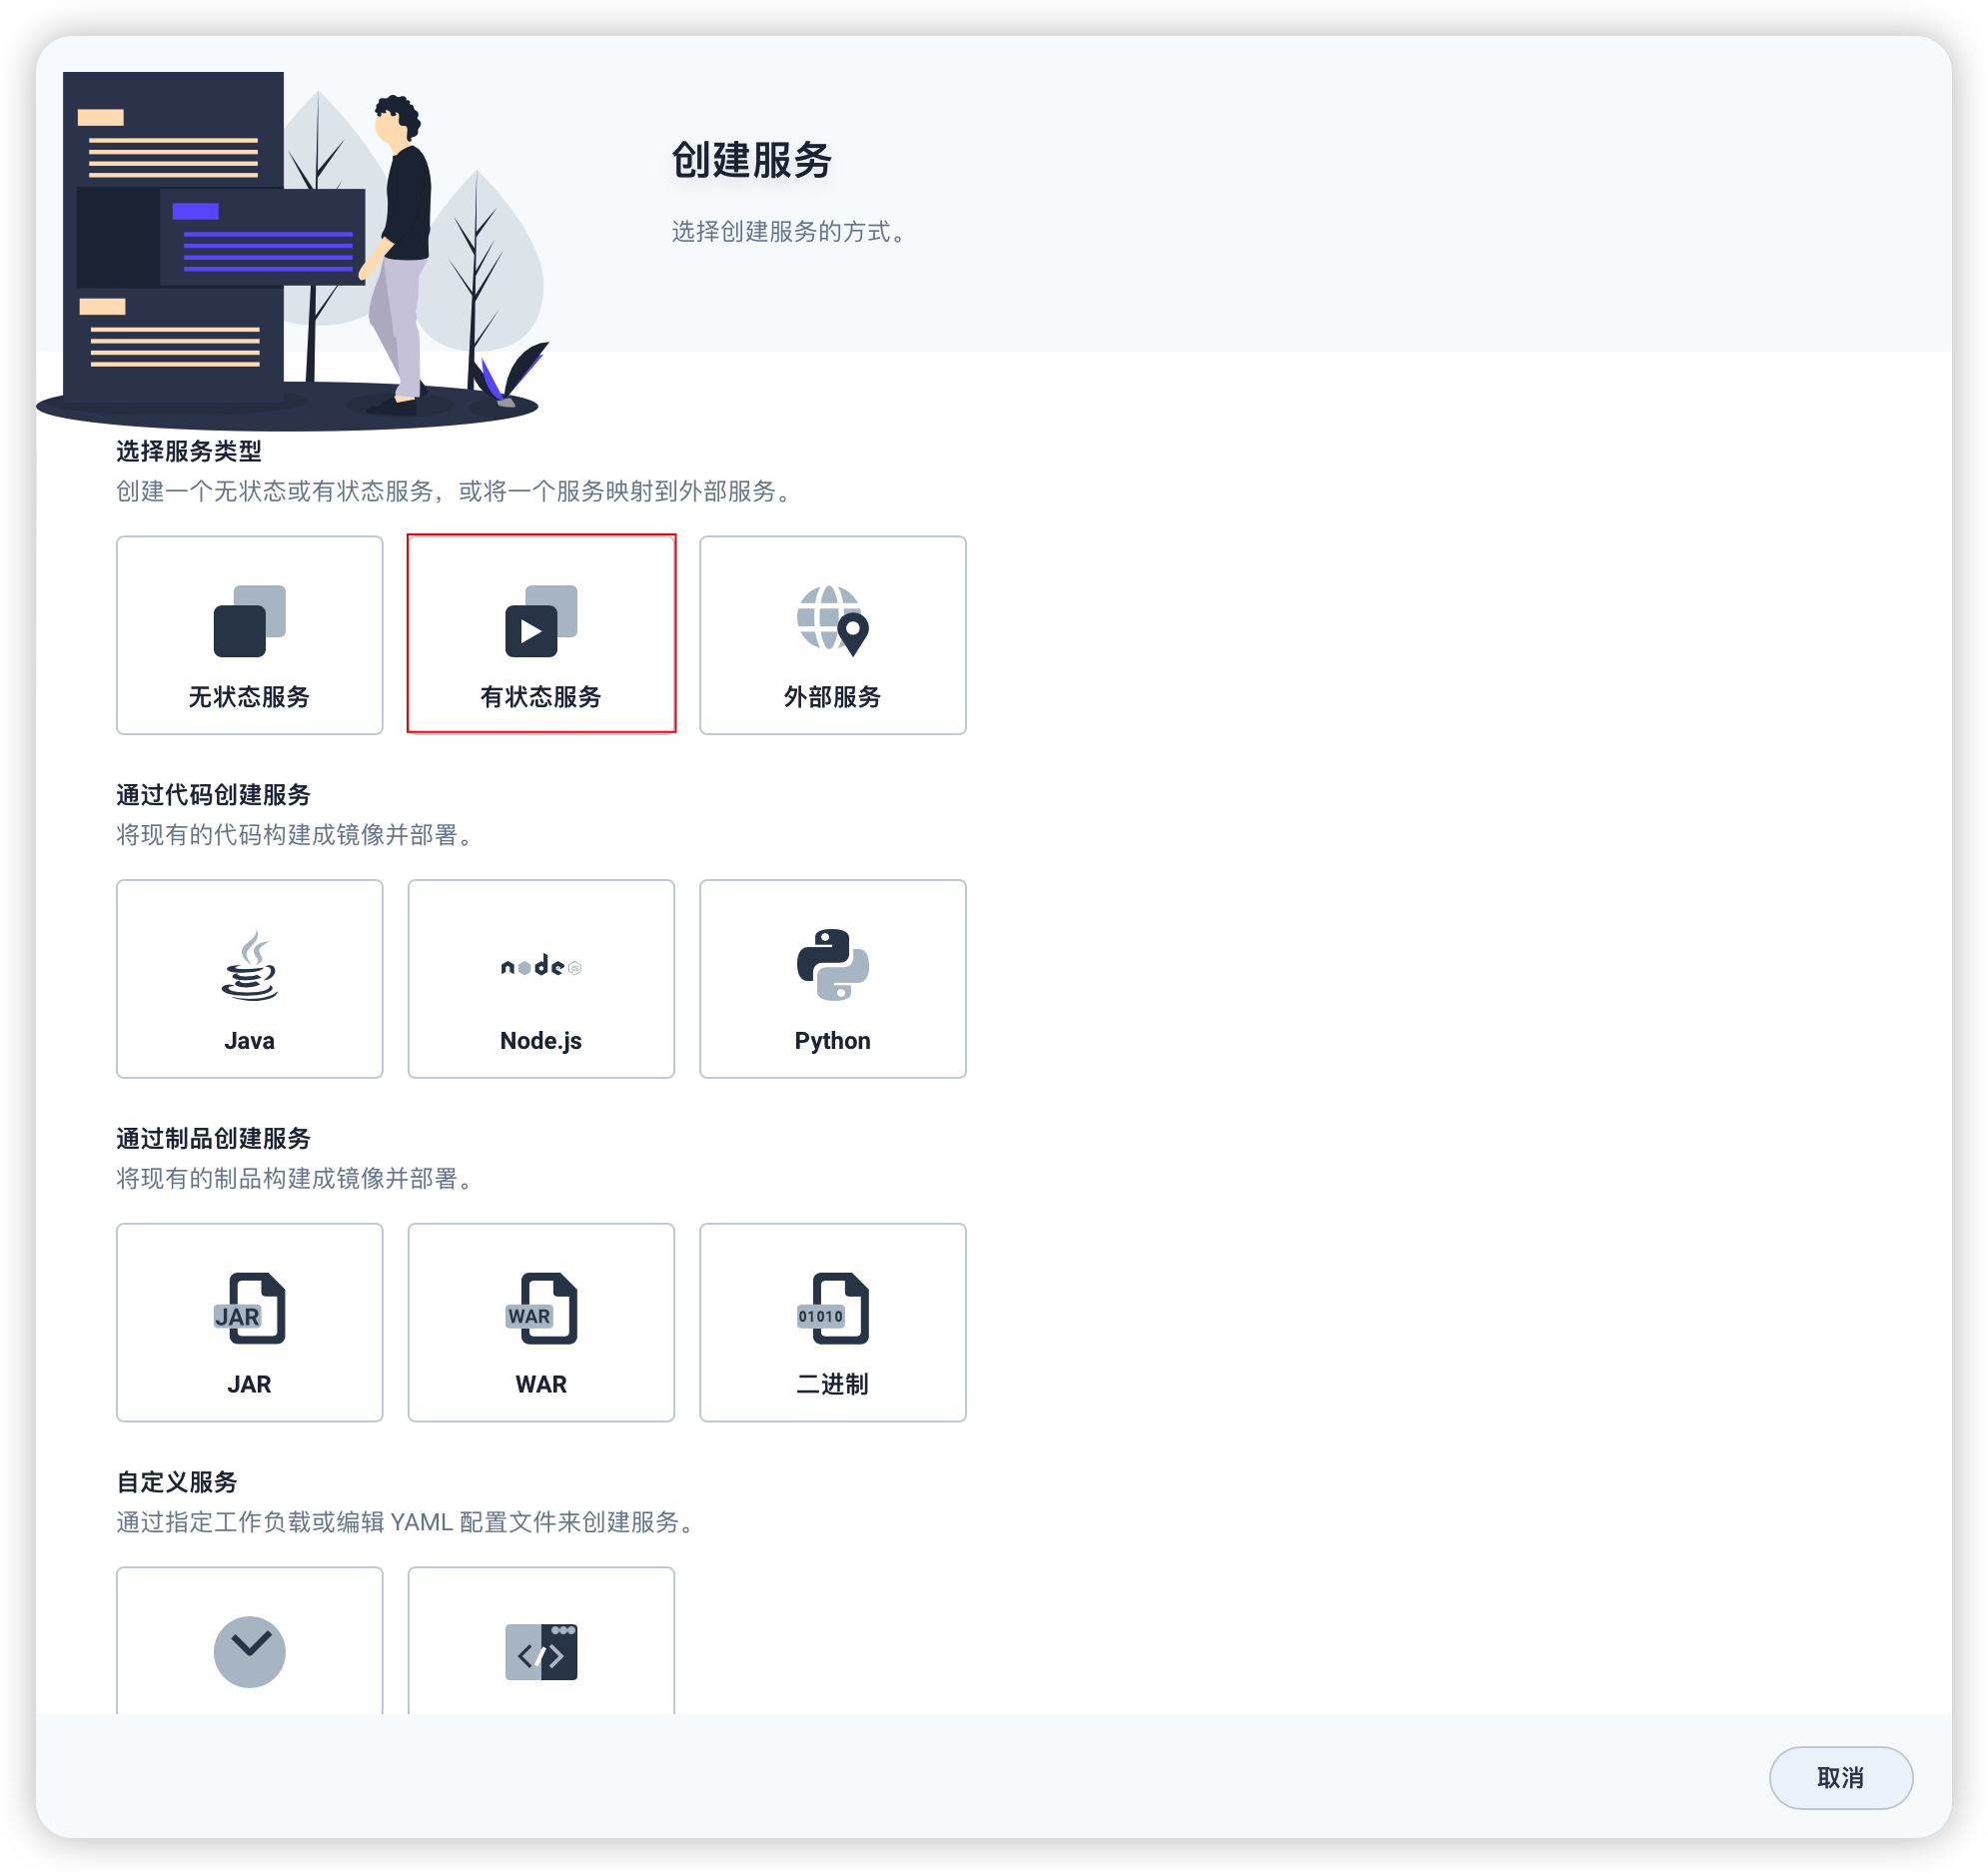 创建服务
选择创建服务的方式。
选择服务类型
创建一个无状态或有状态服务，或将一个服务映射到外部服务。
无状态服务
有状态服务
外部服务
通过代码创建服务
将现有的代码构建成镜像并部署。
node JS
Java
Node.js
Python
通过制品创建服务
将现有的制品构建成镜像并部署。
JAR
WAR
01010
JAR
WAR
二进制
自定义服务
通过指定工作负载或编辑 YAML 配置文件来创建服务。
</>
取消